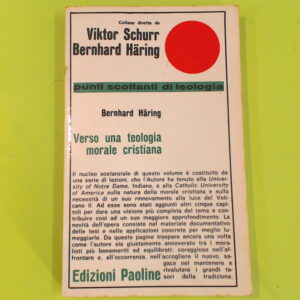 Collana diretta da
Viktor Schurr
Bernhard Häring
punti scottanti di teologia
Bernhard Häring
Verso una teologia
morale cristiana
Il nucleo sostanziale di questo volume è costituito da
una serie di lezioni, che l'Autore ha tenuto alla Univer-
sity of Notre Dame, Indiana, e alla Catholic University
of America sulla natura della morale cristiana e sulla
necessità di un suo rinnovamento alla luce del Vati-
cano II. Ad esse sono stati aggiunti altri cinque capi-
toli per dare una visione più completa del tema e con-
tribuire così ad un suo maggiore approfondimento. La
novità dell'opera consiste nel materiale documentativo
delle tesi e nelle applicazioni concrete per meglio lu-
meggiarle. Da queste pagine traspare ancora una volta
come l'autore sia giustamente annoverato tra i mora-
listi più benemeriti ed equilibrati: coraggioso nell'af-
frontare e, all'occorrenza, nell'accogliere il nuovo, te-
nace nel mantenere e
rivalutare i grandi te-
sori della tradizione.
Edizioni Paoline